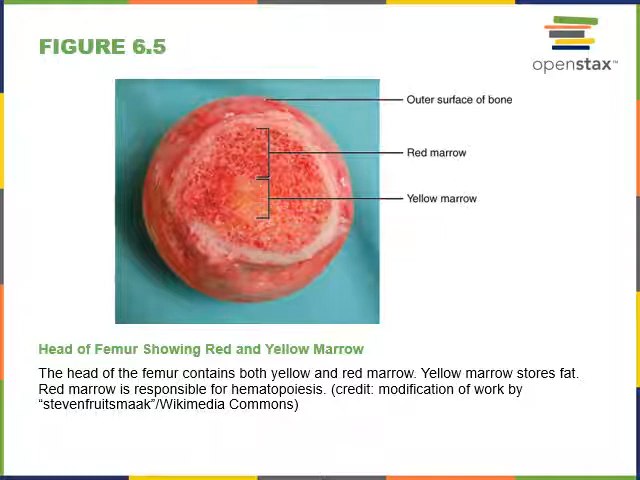 FIGURE 6.5
openstax™
Outer surface of bone
Red marrow
Yellow marrow
Head of Femur Showing Red and Yellow Marrow
The head of the femur contains both yellow and red marrow. Yellow marrow stores fat.
Red marrow is responsible for hematopoiesis. (credit: modification of work by
“stevenfruitsmaak”/Wikimedia Commons)